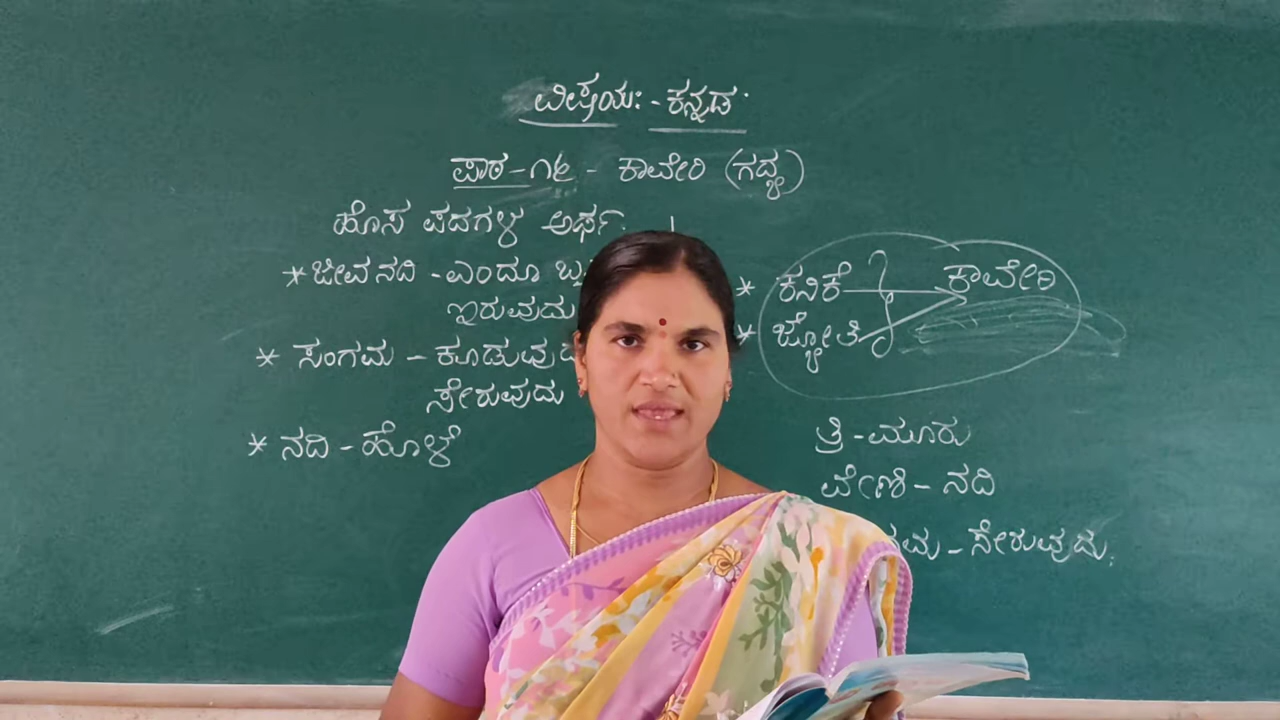 ವಿಷಯ: - ಕನ್ನಡ.
ಪಾಠ - ೧೬ - ಕಾವೇರಿ (ಗದ್ಯ)
ಹೊಸ ಪದಗಳ ಅರ್ಥ
* ಜೀವನದಿ - ಎಂದೂ
ಇರುವುದು
* ಸಂಗಮ - ಕೂಡುವುದು
ಸೇರುವುದು
* ನದಿ - ಹೊಳೆ
* ಕನಿಕೆ ಕಾವೇರಿ
* ಜ್ಯೋತಿ
ತ್ರಿ - ಮೂರು
ವೇಣಿ - ನದಿ
- ಸೇರುವುದು.